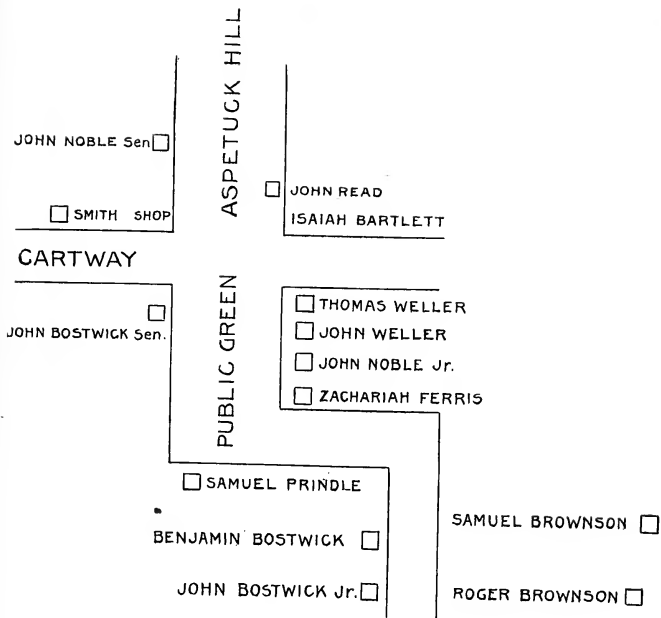 ASPETUCK HILL
JOHN NOBLE Sen
JOHN READ
SMITH SHOP
ISAIAH BARTLETT
CARTWAY
PUBLIC GREEN
THOMAS WELLER
JOHN BOSTWICK Sen.
JOHN WELLER
JOHN NOBLE Jr.
ZACHARIAH FERRIS
SAMUEL PRINDLE
SAMUEL BROWNSON
BENJAMIN BOSTWICK
JOHN BOSTWICK Jr.
ROGER BROWNSON